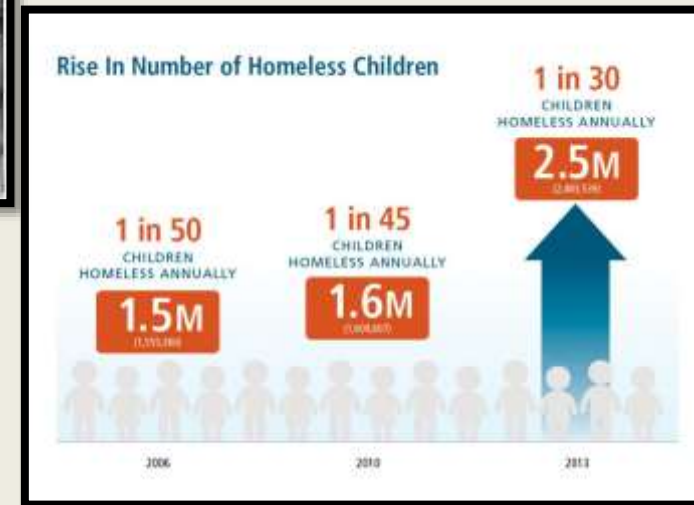 Rise In Number of Homeless Children
1 in 30
CHILDREN
HOMELESS ANNUALLY
2.5M
1 in 50
CHILDREN
HOMELESS ANNUALLY
1.5M
1 in 45
CHILDREN
HOMELESS ANNUALLY
1.6M
2006
2010
2013